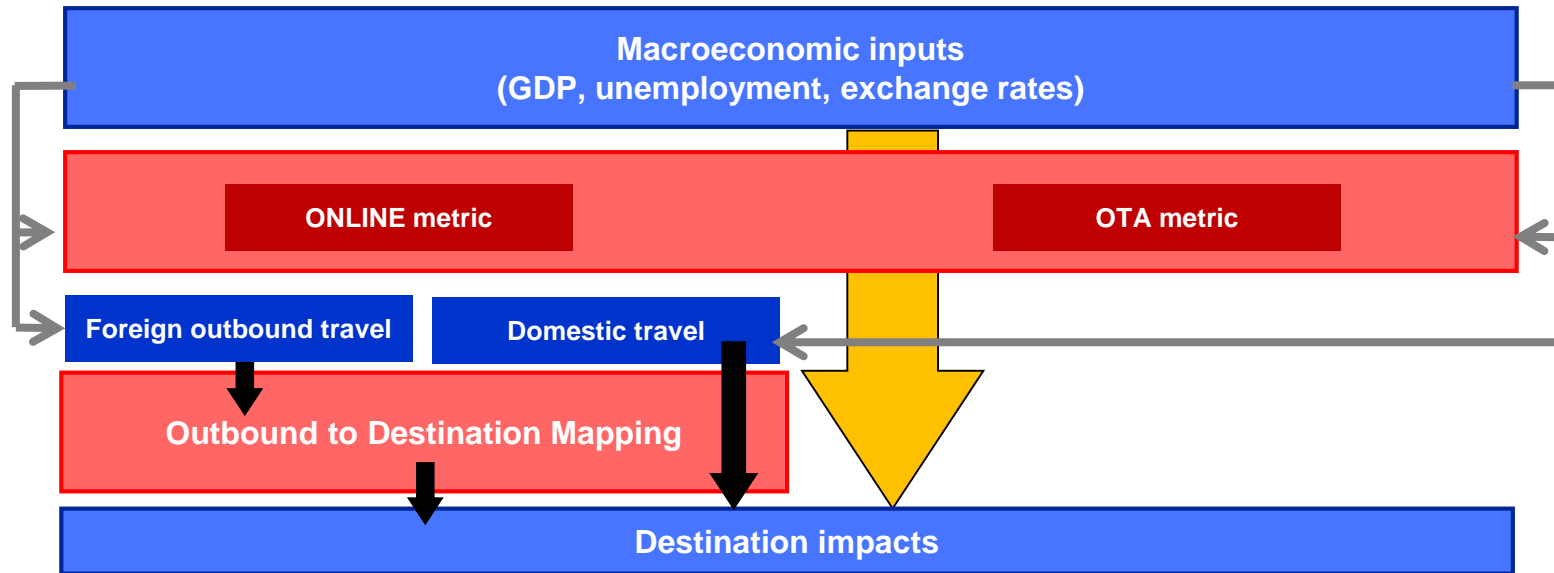 Macroeconomic inputs
(GDP, unemployment, exchange rates)
ONLINE metric
OTA metric
Foreign outbound travel
Domestic travel
Outbound to Destination Mapping
Destination impacts